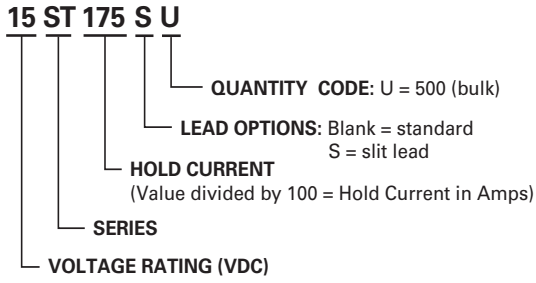 15 ST 175 S U
QUANTITY CODE: U = 500 (bulk)
LEAD OPTIONS: Blank = standard
S = slit lead
HOLD CURRENT
(Value divided by 100 = Hold Current in Amps)
SERIES
VOLTAGE RATING (VDC)